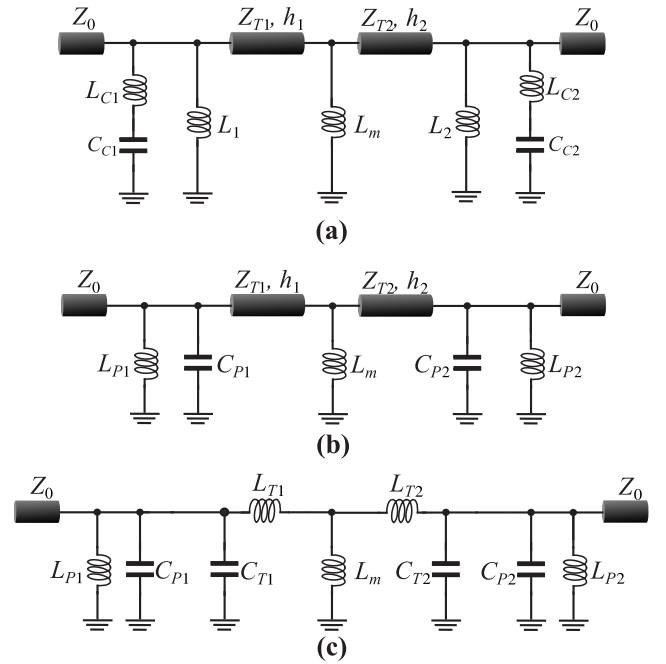 Z0 ZT1, h1 ZT2, h2 Z0
LC1 CC1 L1 Lm L2 LC2 CC2
(a)
Z0 ZT1, h1 ZT2, h2 Z0
LP1 CP1 Lm CP2 LP2
(b)
Z0 LT1 LT2 Z0
LP1 CP1 CT1 Lm CT2 CP2 LP2
(c)